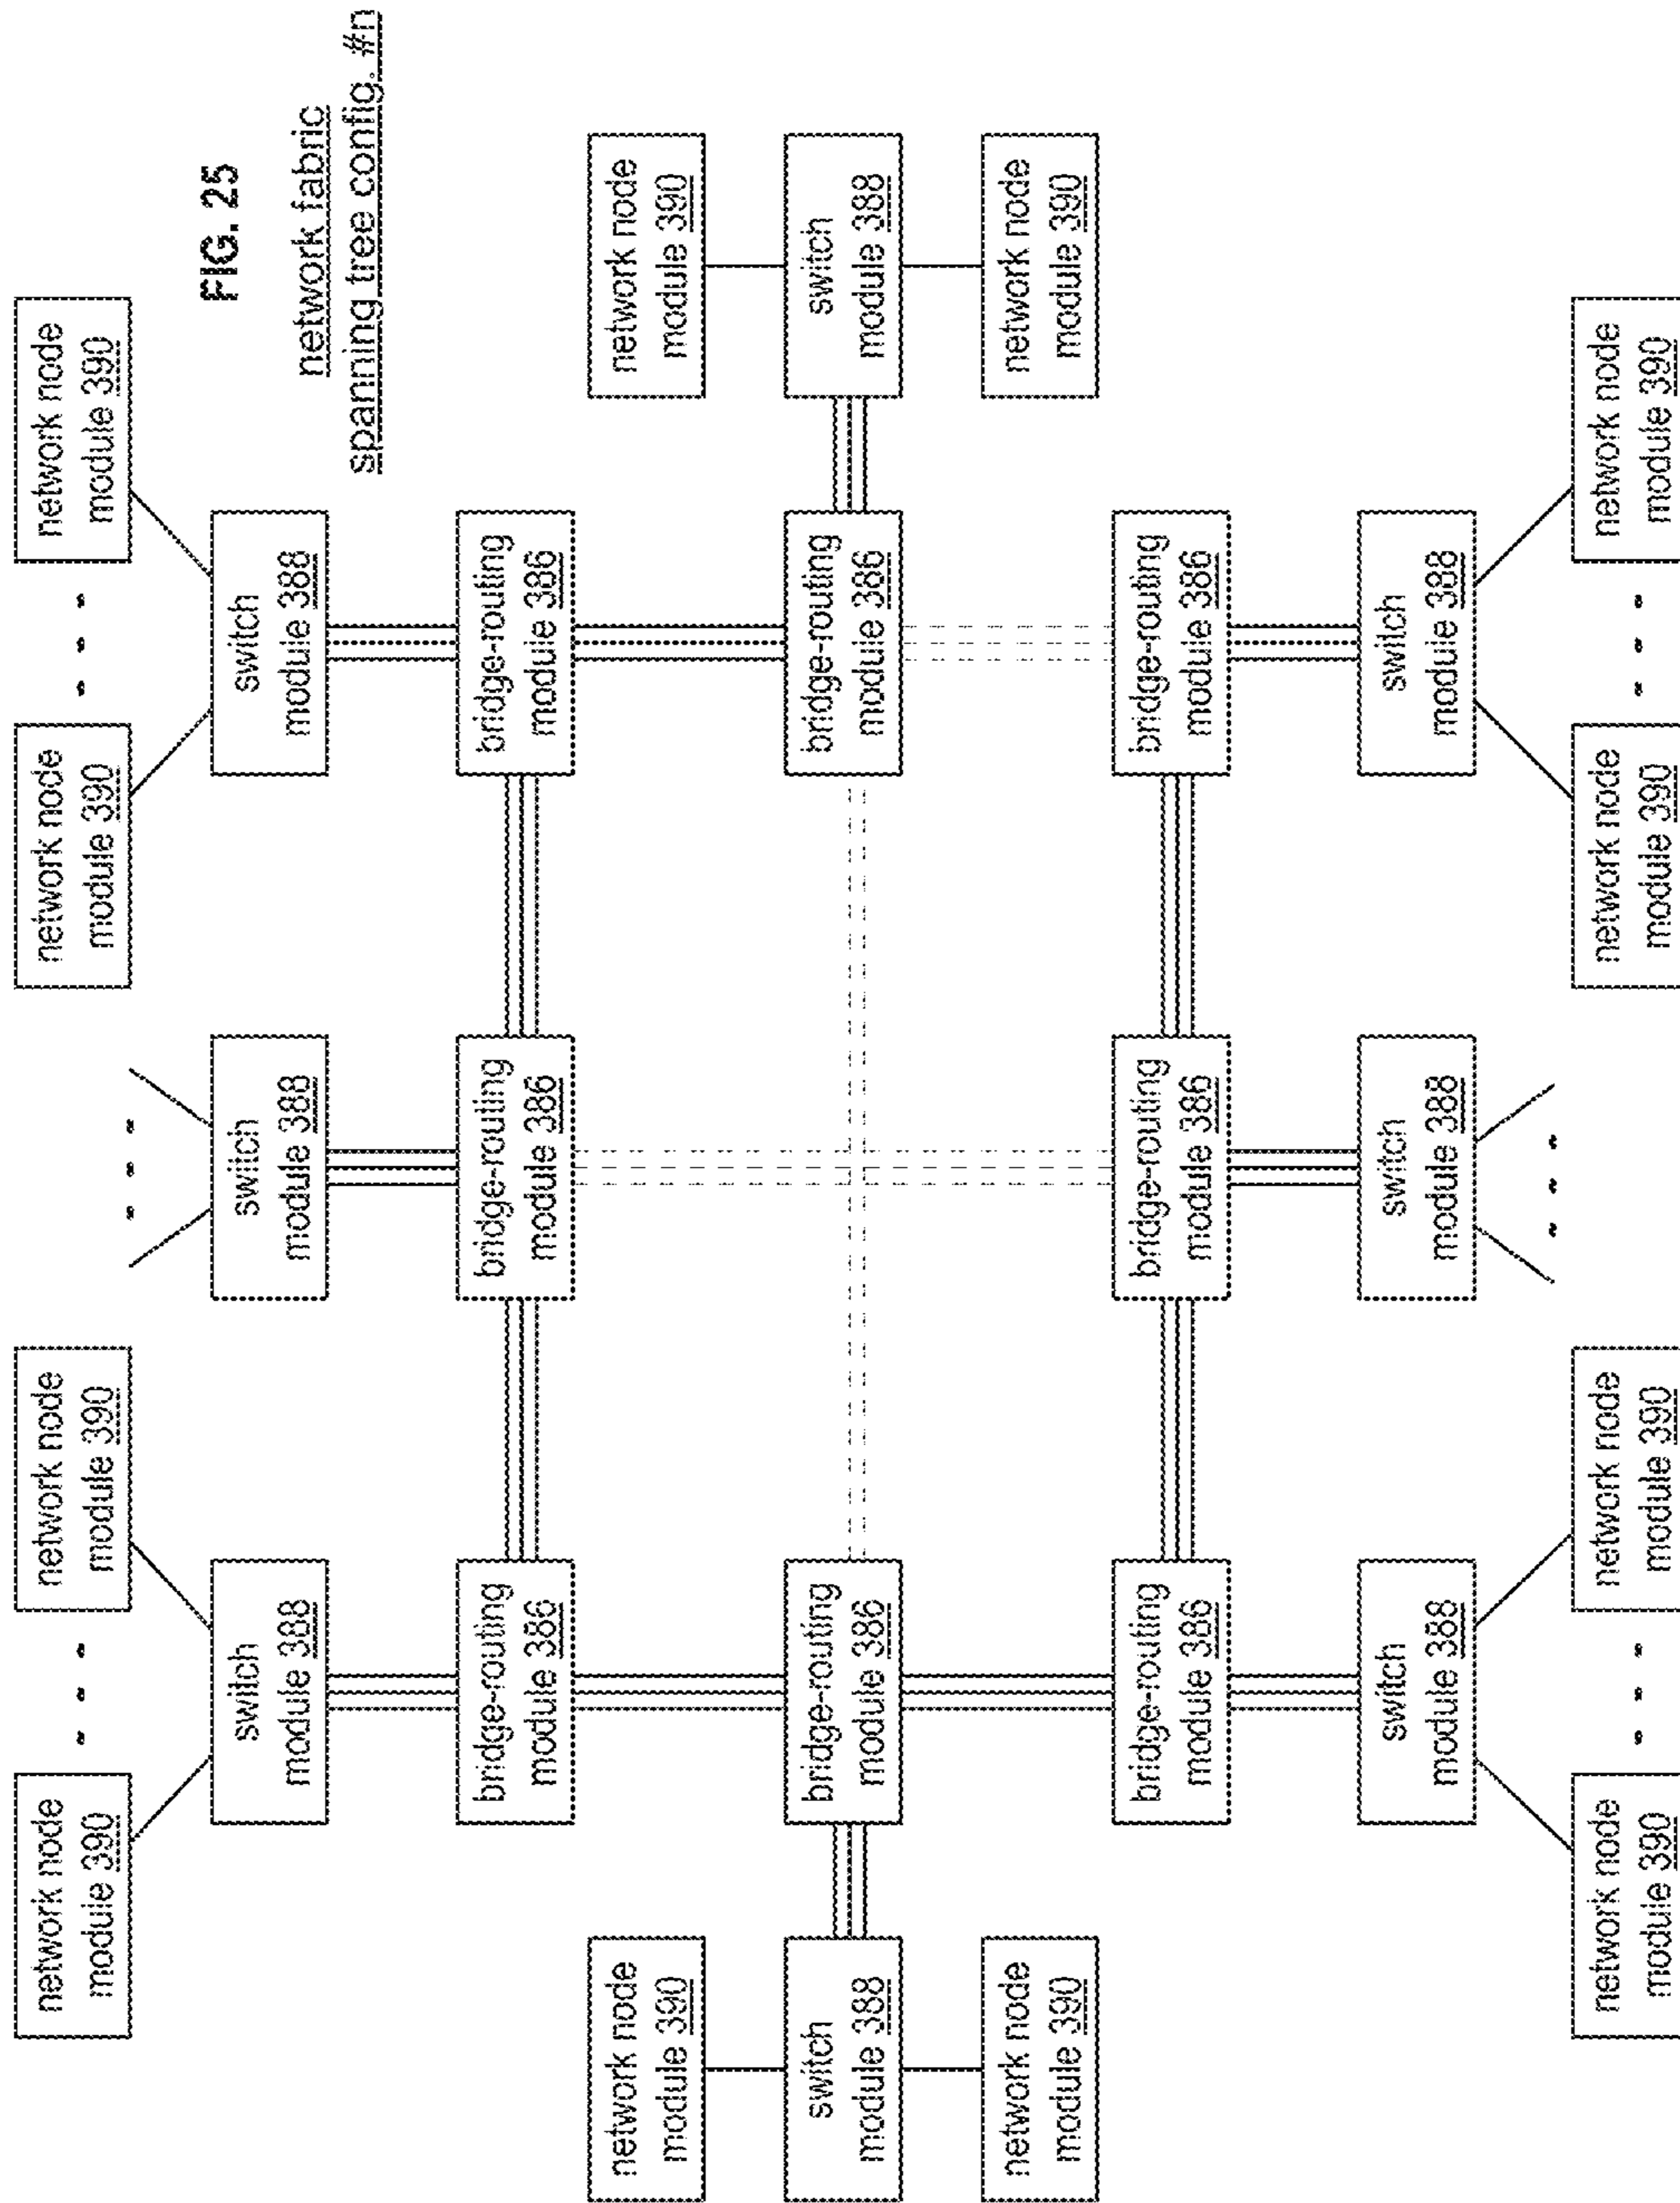 network node
module 390
network node
module 390
network node
module 390
network node
module 390
FIG. 25
network fabric
spanning tree config. #n
switch
module 388
switch
module 388
switch
module 388
bridge-routing
module 386
bridge-routing
module 386
bridge-routing
module 386
network node
module 390
network node
module 390
switch
module 388
bridge-routing
module 386
bridge-routing
module 386
switch
module 388
network node
module 390
network node
module 390
bridge-routing
module 386
bridge-routing
module 386
bridge-routing
module 386
switch
module 388
switch
module 388
switch
module 388
network node
module 390
network node
module 390
network node
module 390
network node
module 390